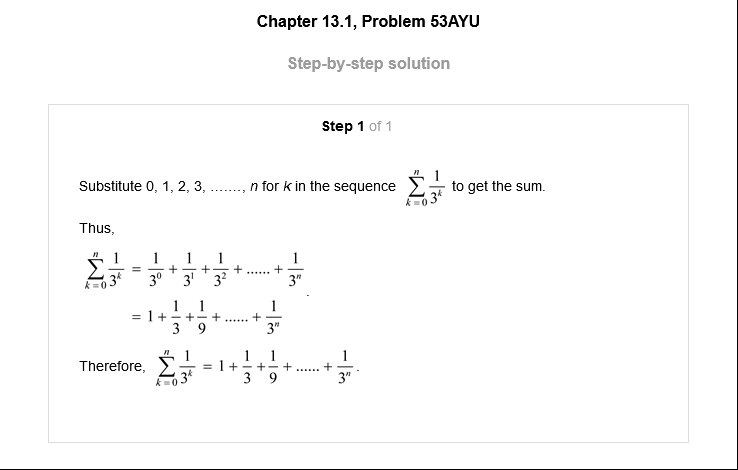 Chapter 13.1, Problem 53AYU
Step-by-step solution
Step 1 of 1
Substitute 0, 1, 2, 3, ......., n for k in the sequence $\sum_{k=0}^{n} \frac{1}{3^k}$ to get the sum.
Thus,
$\sum_{k=0}^{n} \frac{1}{3^k} = \frac{1}{3^0} + \frac{1}{3^1} + \frac{1}{3^2} + ...... + \frac{1}{3^n}$
$= 1 + \frac{1}{3} + \frac{1}{9} + ...... + \frac{1}{3^n}$.
Therefore, $\sum_{k=0}^{n} \frac{1}{3^k} = 1 + \frac{1}{3} + \frac{1}{9} + ...... + \frac{1}{3^n}$.